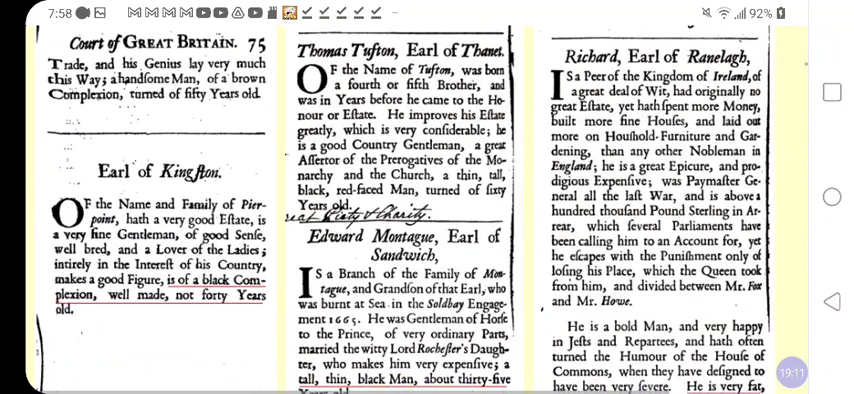 7:58
92%
Court of GREAT BRITAIN. 75
Trade, and his Genius lay very much
this Way; a handsome Man, of a brown
Complexion, turned of fifty Years old.
Earl of Kingſton.
OF the Name and Family of Pier-
point, hath a very good Eſtate, is
a very fine Gentleman, of good Senſe,
well bred, and a Lover of the Ladies;
intirely in the Intereſt of his Country,
makes a good Figure, is of a black Com-
plexion, well made, not forty Years
old.
Thomas Tufton, Earl of Thanet.
OF the Name of Tufton, was born
a fourth or fifth Brother, and
was in Years before he came to the Ho-
nour or Eſtate. He improves his Eſtate
greatly, which is very conſiderable; he
is a good Country Gentleman, a great
Aſſertor of the Prerogatives of the Mo-
narchy and the Church, a thin, tall,
black, red-faced Man, turned of ſixty
Years old.
Piety & Charity.
Edward Montague, Earl of
Sandwich,
IS a Branch of the Family of Mon-
tague, and Grandſon of that Earl, who
was burnt at Sea in the Soldbay Engage-
ment 1665. He was Gentleman of Horſe
to the Prince, of very ordinary Parts,
married the witty Lord Rocheſter's Daugh-
ter, who makes him very expenſive; a
tall, thin, black Man, about thirty-five
Years old.
Richard, Earl of Ranelagh,
IS a Peer of the Kingdom of Ireland, of
a great deal of Wit, had originally no
great Eſtate, yet hath ſpent more Money,
built more fine Houſes, and laid out
more on Houſhold-Furniture and Gar-
dening, than any other Nobleman in
England; he is a great Epicure, and pro-
digious Expenſive; was Paymaſter Ge-
neral all the laſt War, and is above a
hundred thouſand Pound Sterling in Ar-
rear, which ſeveral Parliaments have
been calling him to an Account for, yet
he eſcapes with the Puniſhment only of
loſing his Place, which the Queen took
from him, and divided between Mr. Fox
and Mr. Howe.
He is a bold Man, and very happy
in Jeſts and Repartees, and hath often
turned the Humour of the Houſe of
Commons, when they have deſigned to
have been very ſevere. He is very fat,
19:11